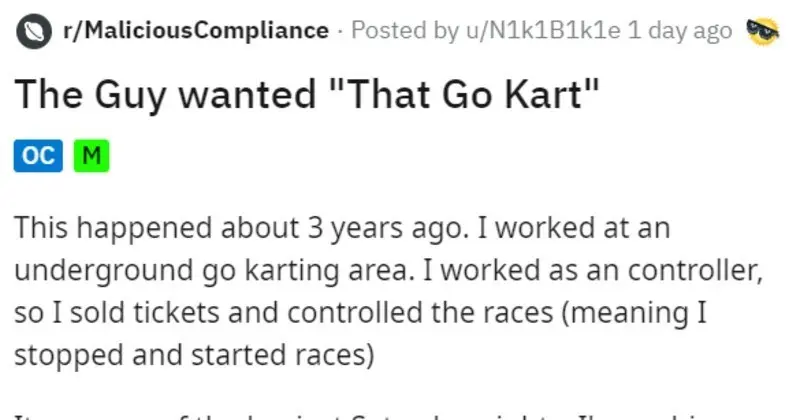 r/MaliciousCompliance · Posted by u/N1k1B1k1e 1 day ago
The Guy wanted "That Go Kart"
OC M
This happened about 3 years ago. I worked at an
underground go karting area. I worked as an controller,
so I sold tickets and controlled the races (meaning I
stopped and started races)